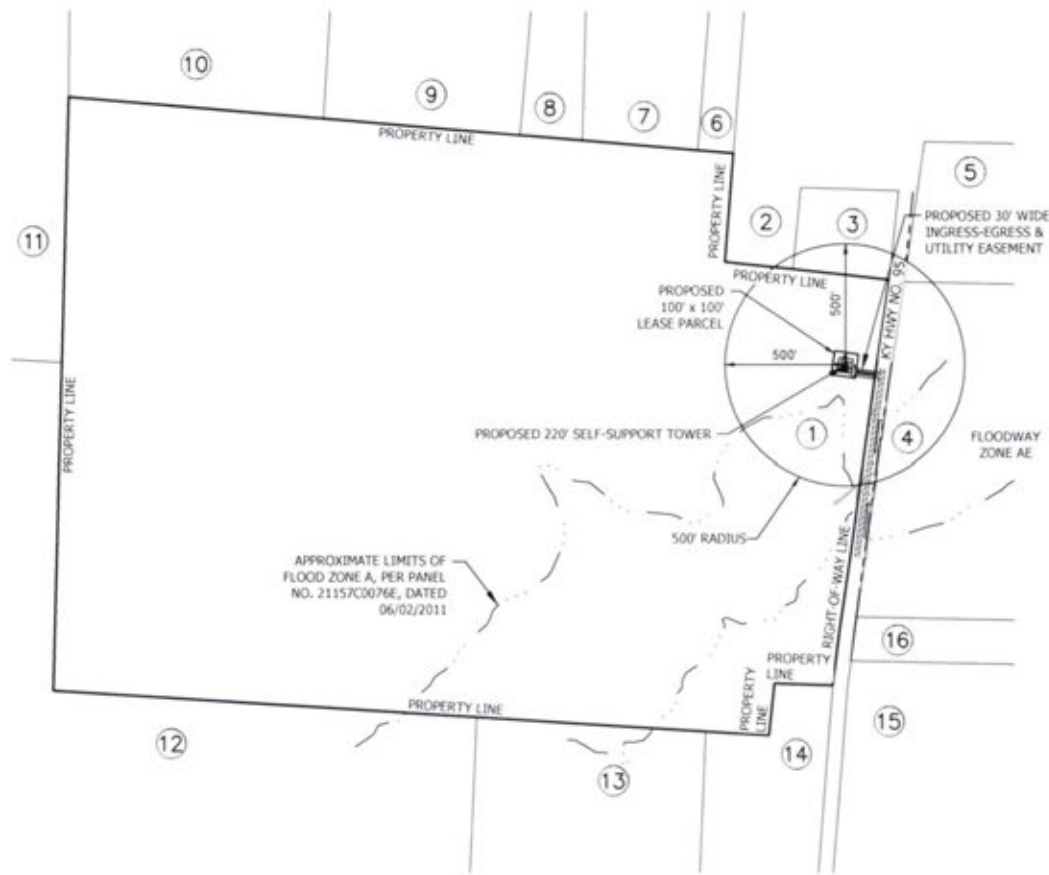 10
9
8
7
6
5
PROPERTY LINE
PROPERTY LINE
2
3
11
PROPOSED 30' WIDE
INGRESS-EGRESS &
UTILITY EASEMENT
PROPERTY LINE
PROPOSED
100' x 100'
LEASE PARCEL
500'
500'
KY HWY NO. 95
PROPERTY LINE
PROPOSED 220' SELF-SUPPORT TOWER
1
4
FLOODWAY
ZONE AE
500' RADIUS
APPROXIMATE LIMITS OF
FLOOD ZONE A, PER PANEL
NO. 21157C0076E, DATED
06/02/2011
RIGHT-OF-WAY LINE
16
PROPERTY
LINE
PROPERTY LINE
PROPERTY
LINE
12
13
14
15